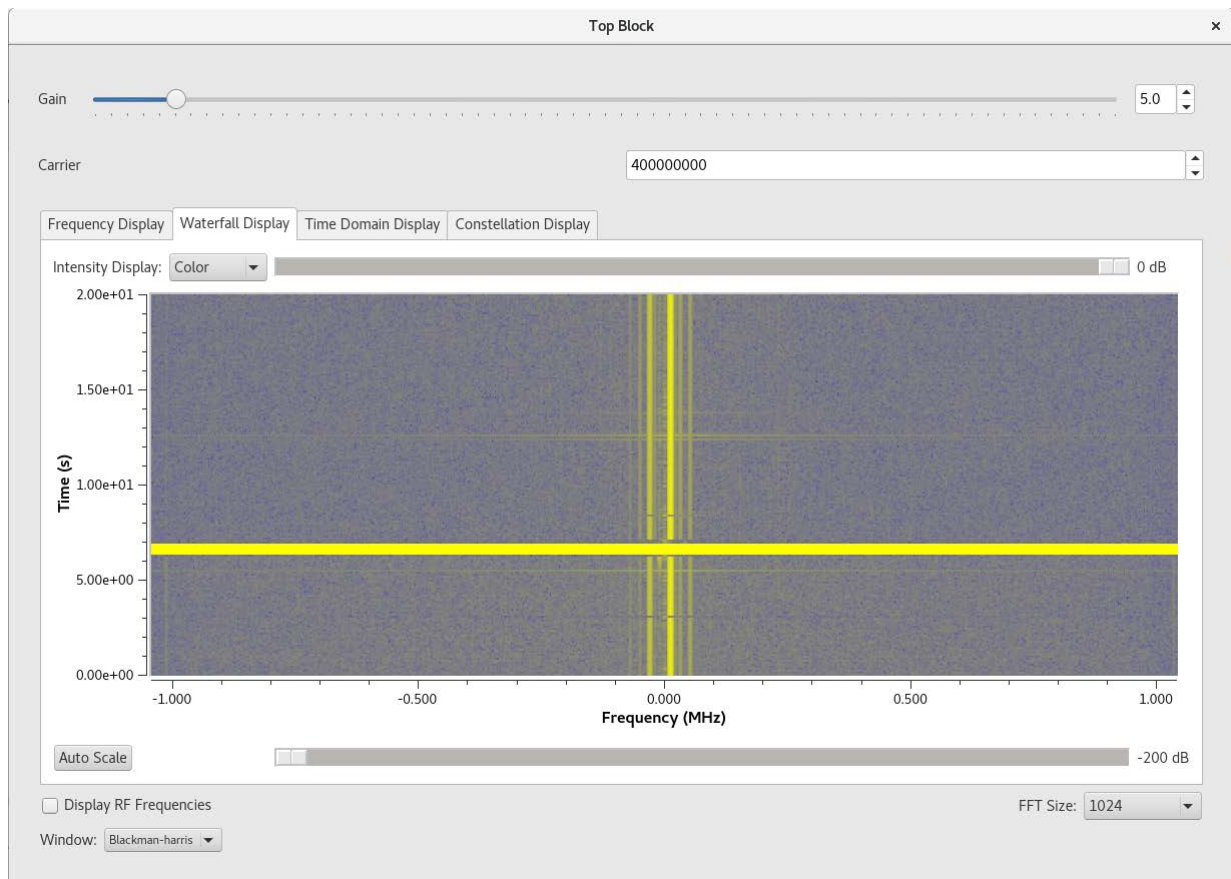 Top Block ×
Gain 5.0
Carrier 400000000
Frequency Display Waterfall Display Time Domain Display Constellation Display
Intensity Display: Color 0 dB
2.00e+01
1.50e+01
Time (s)
1.00e+01
5.00e+00
0.00e+00
-1.000 -0.500 0.000 0.500 1.000
Frequency (MHz)
Auto Scale -200 dB
Display RF Frequencies FFT Size: 1024
Window: Blackman-harris